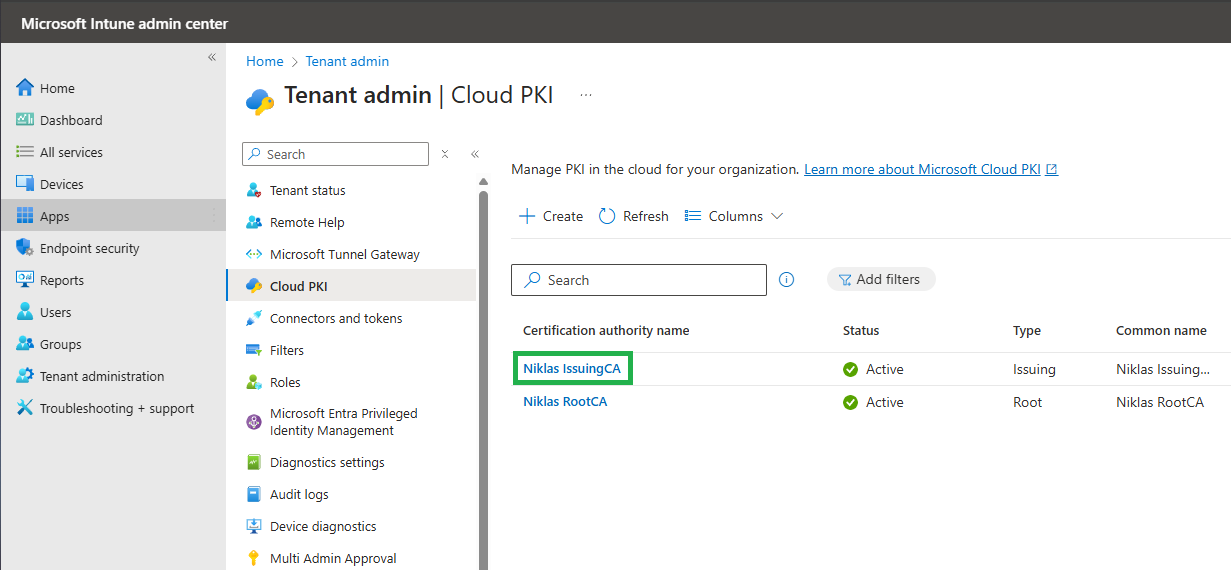 Microsoft Intune admin center
«
Home
Dashboard
All services
Devices
Apps
Endpoint security
Reports
Users
Groups
Tenant administration
Troubleshooting + support
Home > Tenant admin
Tenant admin | Cloud PKI ...
Search
«
Tenant status
Remote Help
Microsoft Tunnel Gateway
Cloud PKI
Connectors and tokens
Filters
Roles
Microsoft Entra Privileged
Identity Management
Diagnostics settings
Audit logs
Device diagnostics
Multi Admin Approval
Manage PKI in the cloud for your organization. Learn more about Microsoft Cloud PKI
Create Refresh Columns
Search Add filters
Certification authority name Status Type Common name
Niklas IssuingCA Active Issuing Niklas Issuing...
Niklas RootCA Active Root Niklas RootCA